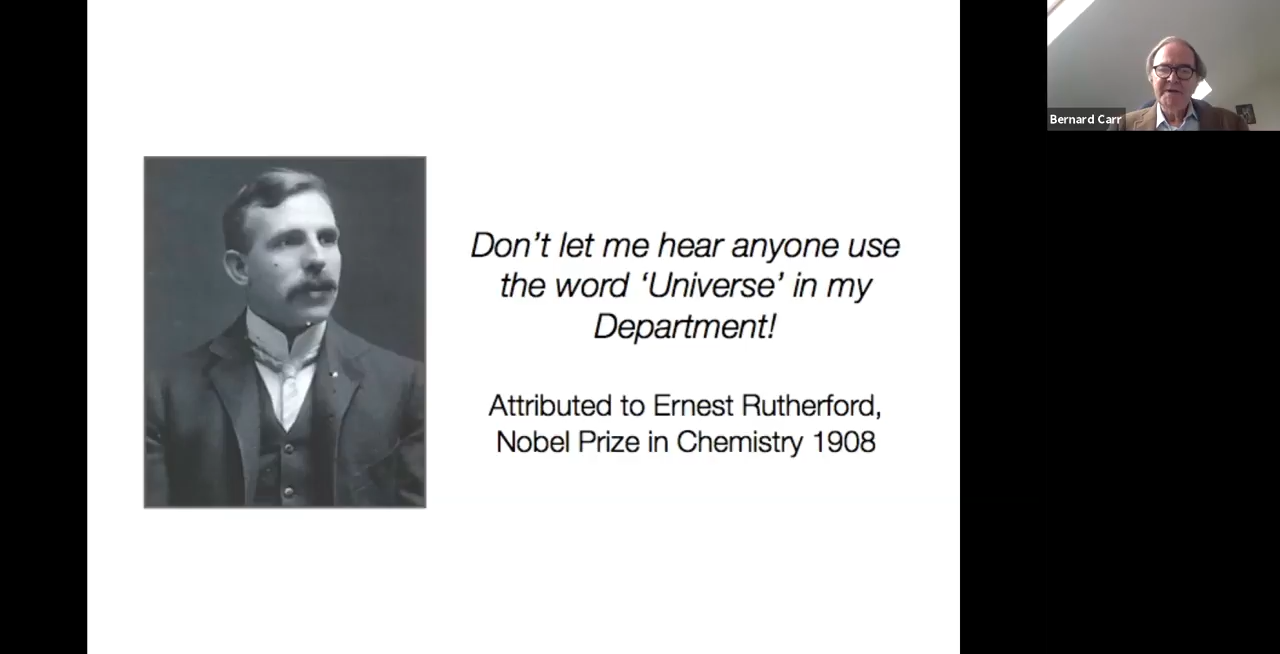 Don't let me hear anyone use
the word ‘Universe’ in my
Department!
Attributed to Ernest Rutherford,
Nobel Prize in Chemistry 1908
Bernard Carr